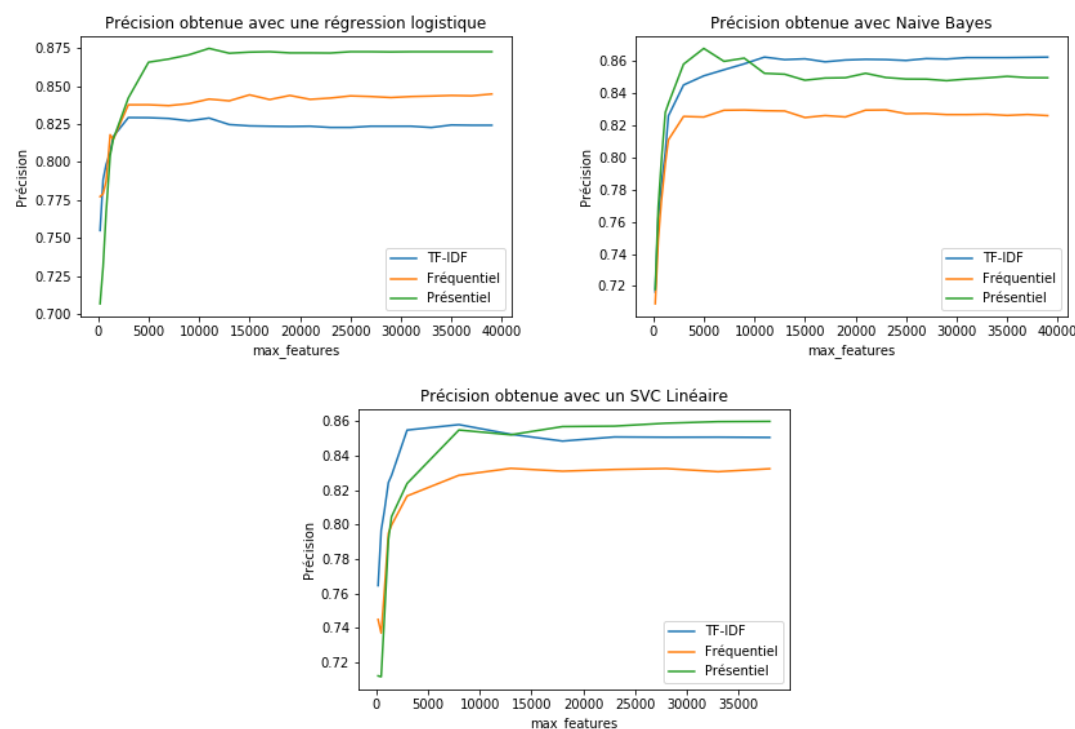 Précision obtenue avec une régression logistique
0.875
0.850
0.825
0.800
0.775
0.750
0.725
0.700
Précision
0
5000
10000
15000
20000
25000
30000
35000
40000
max_features
TF-IDF
Fréquentiel
Présentiel
Précision obtenue avec Naive Bayes
0.86
0.84
0.82
0.80
0.78
0.76
0.74
0.72
Précision
0
5000
10000
15000
20000
25000
30000
35000
40000
max_features
TF-IDF
Fréquentiel
Présentiel
Précision obtenue avec un SVC Linéaire
0.86
0.84
0.82
0.80
0.78
0.76
0.74
0.72
Précision
0
5000
10000
15000
20000
25000
30000
35000
max_features
TF-IDF
Fréquentiel
Présentiel